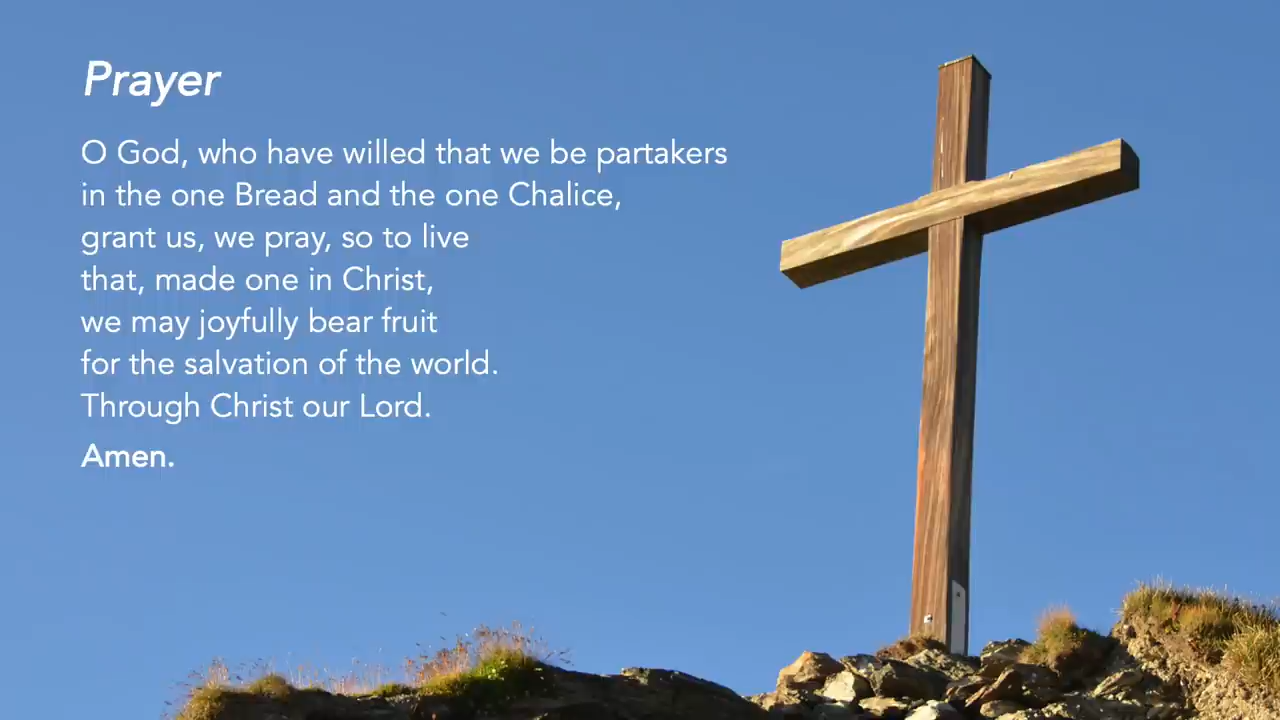 Prayer
O God, who have willed that we be partakers
in the one Bread and the one Chalice,
grant us, we pray, so to live
that, made one in Christ,
we may joyfully bear fruit
for the salvation of the world.
Through Christ our Lord.
Amen.